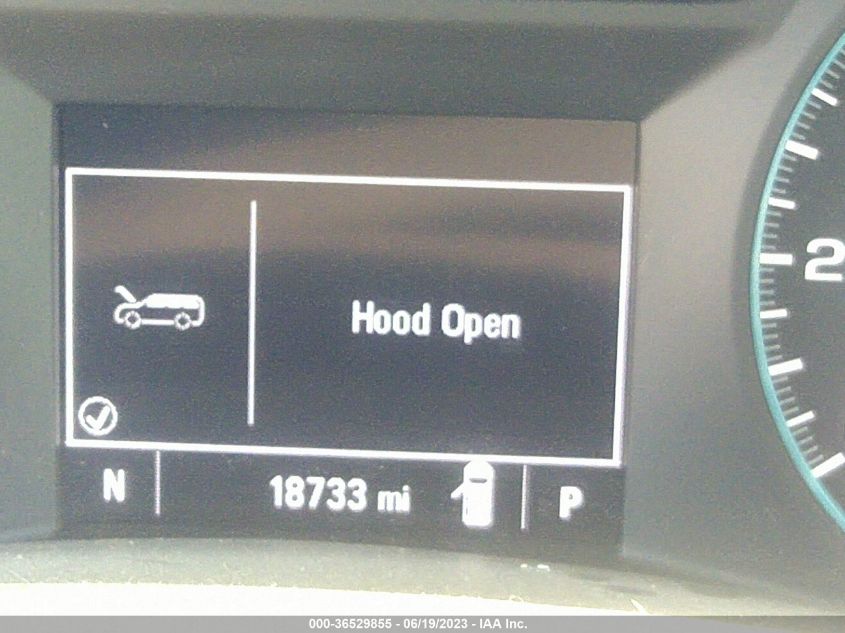 Hood Open
N 18733 mi P
2
000-36529855 - 06/19/2023 - IAA Inc.